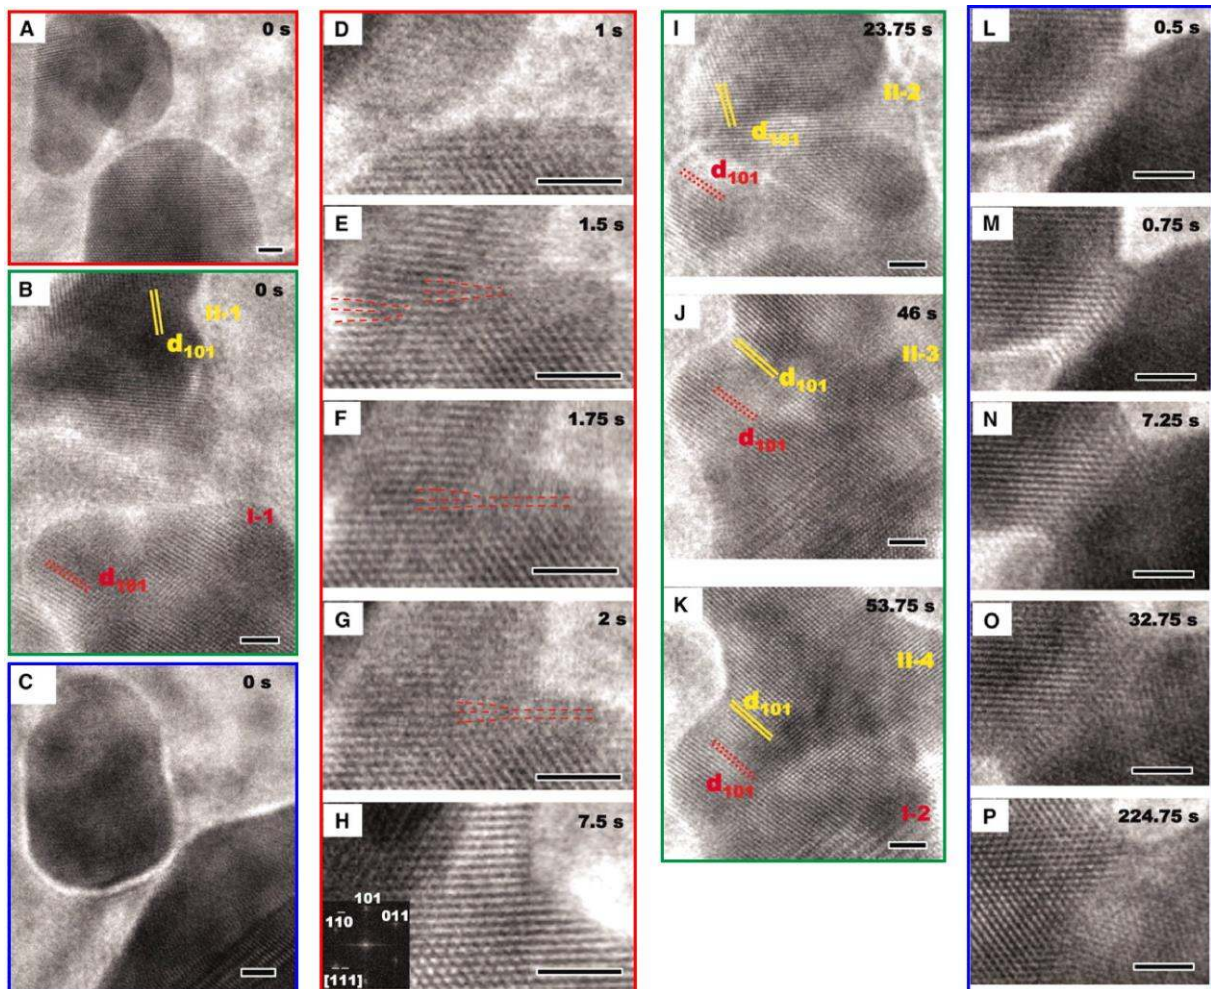 A
0 s
B
0 s
II-1
d101
I-1
d101
C
0 s
D
1 s
E
1.5 s
F
1.75 s
G
2 s
H
7.5 s
101
11̅0
011
[1̅1̅1]
I
23.75 s
II-2
d101
d101
J
46 s
II-3
d101
d101
K
53.75 s
II-4
d101
d101
I-2
L
0.5 s
M
0.75 s
N
7.25 s
O
32.75 s
P
224.75 s